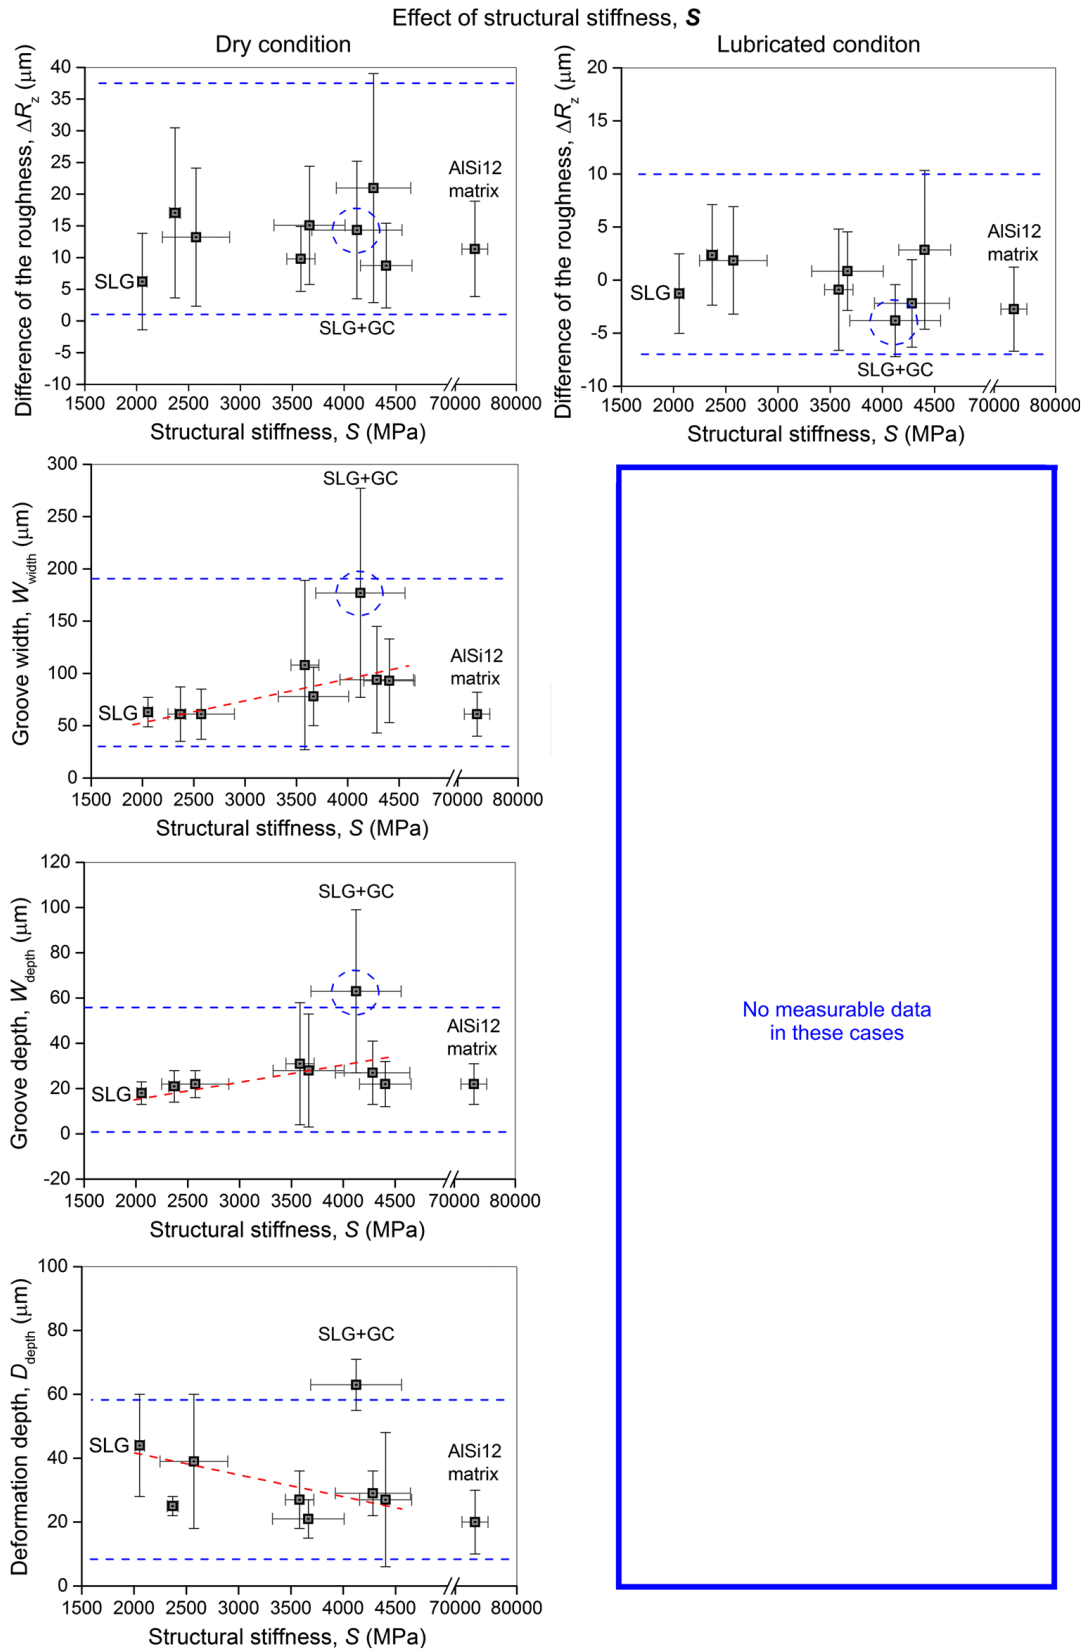 Effect of structural stiffness, S
Dry condition
Lubricated conditon
Difference of the roughness, ΔRz (μm)
40
35
30
25
20
15
10
5
0
-5
-10
AlSi12
matrix
SLG
SLG+GC
1500 2000 2500 3000 3500 4000 4500 70000 80000
Structural stiffness, S (MPa)
Difference of the roughness, ΔRz (μm)
20
15
10
5
0
-5
-10
AlSi12
matrix
SLG
SLG+GC
1500 2000 2500 3000 3500 4000 4500 70000 80000
Structural stiffness, S (MPa)
Groove width, Wwidth (μm)
300
250
200
150
100
50
0
SLG+GC
AlSi12
matrix
SLG
1500 2000 2500 3000 3500 4000 4500 70000 80000
Structural stiffness, S (MPa)
Groove depth, Wdepth (μm)
120
100
80
60
40
20
0
-20
SLG+GC
AlSi12
matrix
SLG
1500 2000 2500 3000 3500 4000 4500 70000 80000
Structural stiffness, S (MPa)
No measurable data
in these cases
Deformation depth, Ddepth (μm)
100
80
60
40
20
0
SLG+GC
SLG
AlSi12
matrix
1500 2000 2500 3000 3500 4000 4500 70000 80000
Structural stiffness, S (MPa)